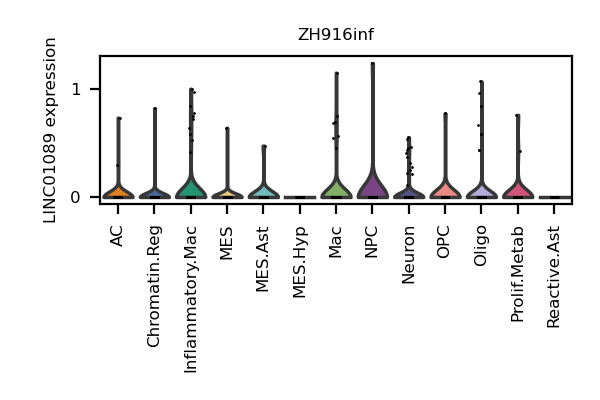 ZH916inf
LINC01089 expression
1
0
AC
Chromatin.Reg
Inflammatory.Mac
MES
MES.Ast
MES.Hyp
Mac
NPC
Neuron
OPC
Oligo
Prolif.Metab
Reactive.Ast